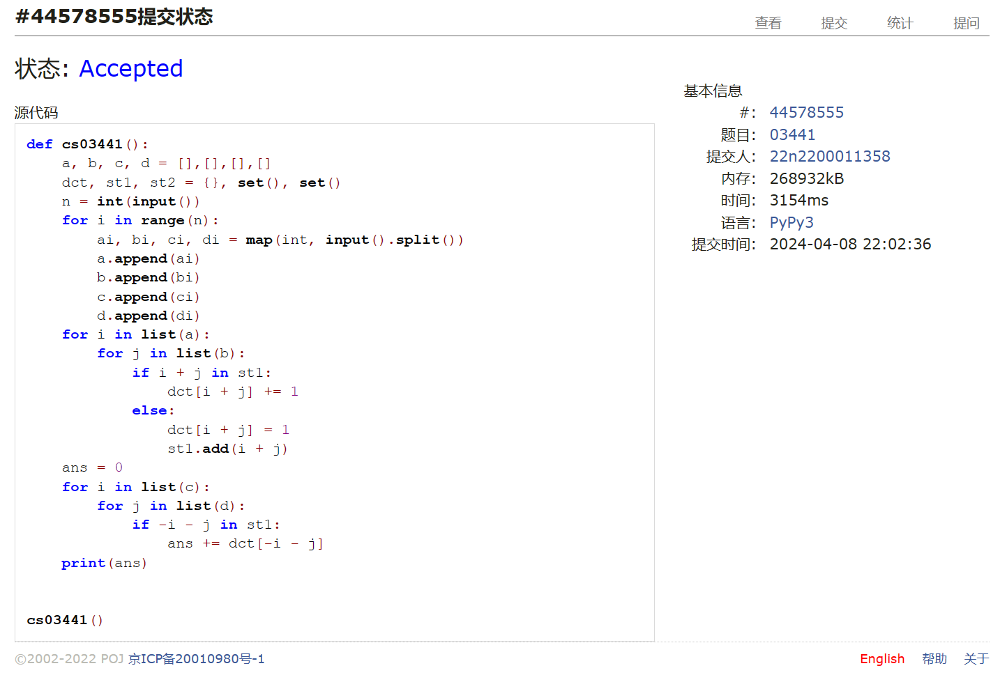 #44578555提交状态
查看 提交 统计 提问
状态: Accepted
源代码
def cs03441():
    a, b, c, d = [],[],[],[]
    dct, st1, st2 = {}, set(), set()
    n = int(input())
    for i in range(n):
        ai, bi, ci, di = map(int, input().split())
        a.append(ai)
        b.append(bi)
        c.append(ci)
        d.append(di)
    for i in list(a):
        for j in list(b):
            if i + j in st1:
                dct[i + j] += 1
            else:
                dct[i + j] = 1
                st1.add(i + j)
    ans = 0
    for i in list(c):
        for j in list(d):
            if -i - j in st1:
                ans += dct[-i - j]
    print(ans)
cs03441()
基本信息
#: 44578555
题目: 03441
提交人: 22n2200011358
内存: 268932kB
时间: 3154ms
语言: PyPy3
提交时间: 2024-04-08 22:02:36
©2002-2022 POJ 京ICP备20010980号-1
English 帮助 关于